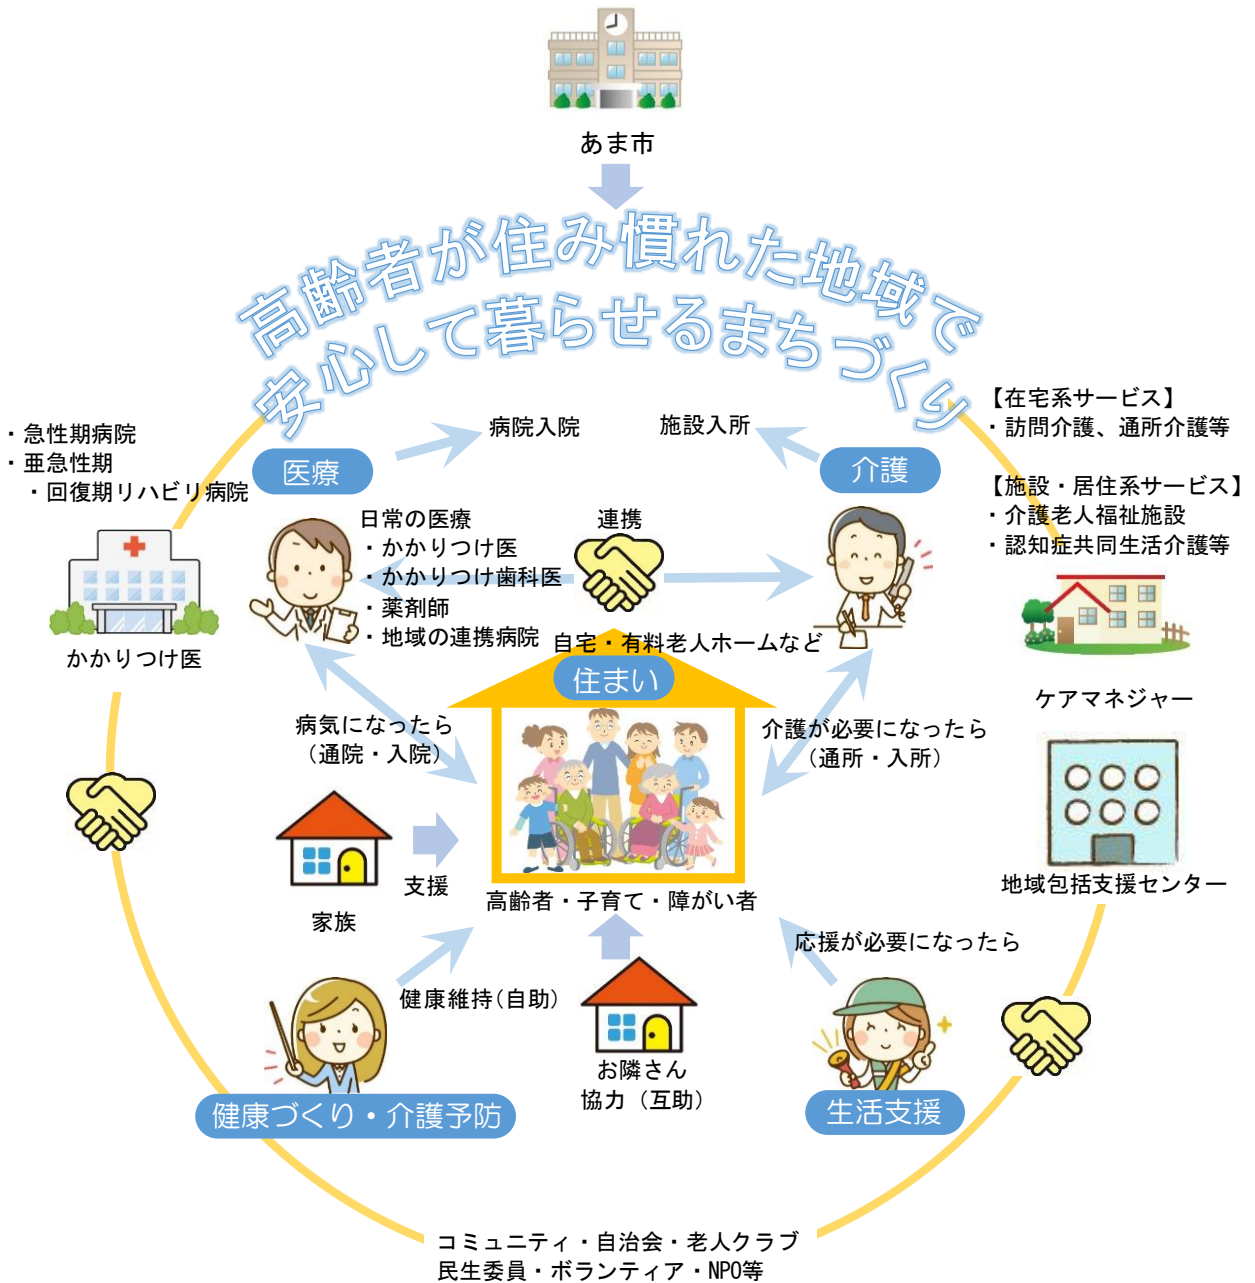 あま市
高齢者が住み慣れた地域で
安心して暮らせるまちづくり
・急性期病院
・亜急性期
・回復期リハビリ病院
かかりつけ医
医療
病院入院
施設入所
介護
【在宅系サービス】
・訪問介護、通所介護等
【施設・居住系サービス】
・介護老人福祉施設
・認知症共同生活介護等
ケアマネジャー
日常の医療
・かかりつけ医
・かかりつけ歯科医
・薬剤師
・地域の連携病院
連携
自宅・有料老人ホームなど
住まい
病気になったら
（通院・入院）
介護が必要になったら
（通所・入所）
家族
支援
高齢者・子育て・障がい者
地域包括支援センター
健康維持(自助)
応援が必要になったら
お隣さん
協力（互助）
健康づくり・介護予防
生活支援
コミュニティ・自治会・老人クラブ
民生委員・ボランティア・NPO等